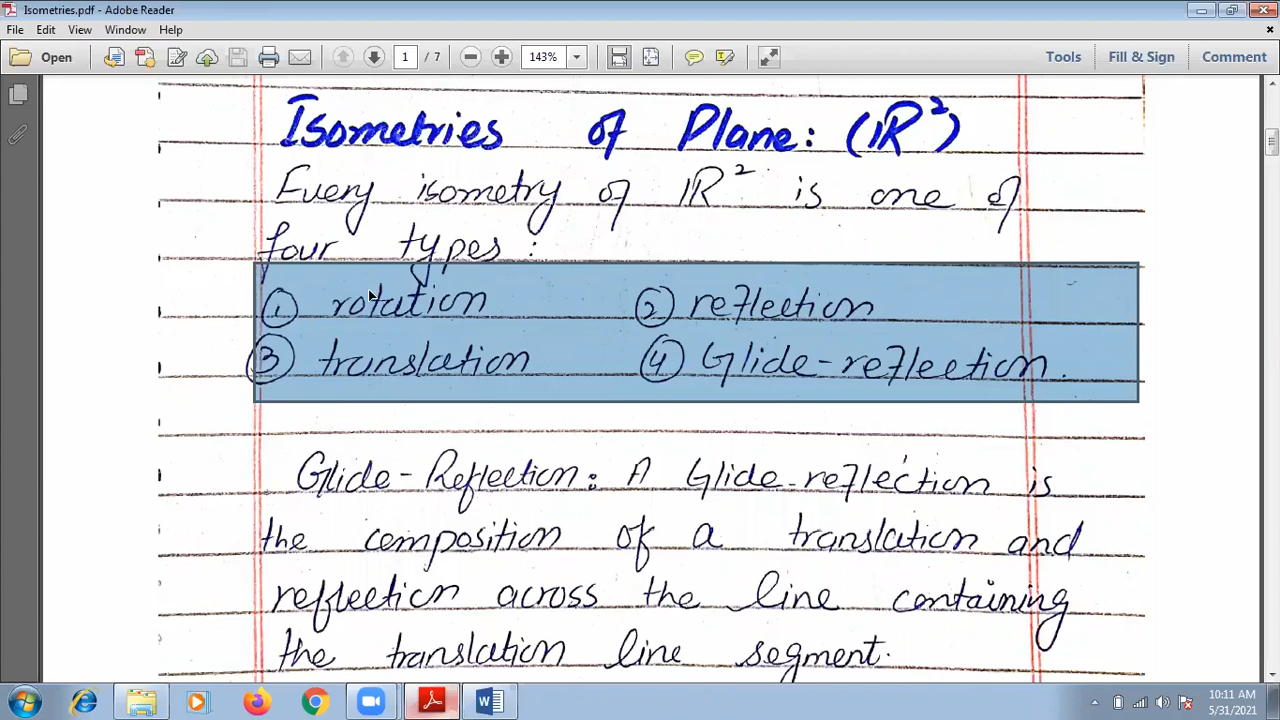 Isometries.pdf - Adobe Reader
File Edit View Window Help
Open 1 / 7 143% Tools Fill & Sign Comment
Isometries of Plane: (IR²)
Every isometry of IR² is one of
four types:
① rotation ② reflection
③ translation ④ Glide-reflection.
Glide-Reflection: A Glide-reflection is
the composition of a translation and
reflection across the line containing
the translation line segment.
10:11 AM
5/31/2021